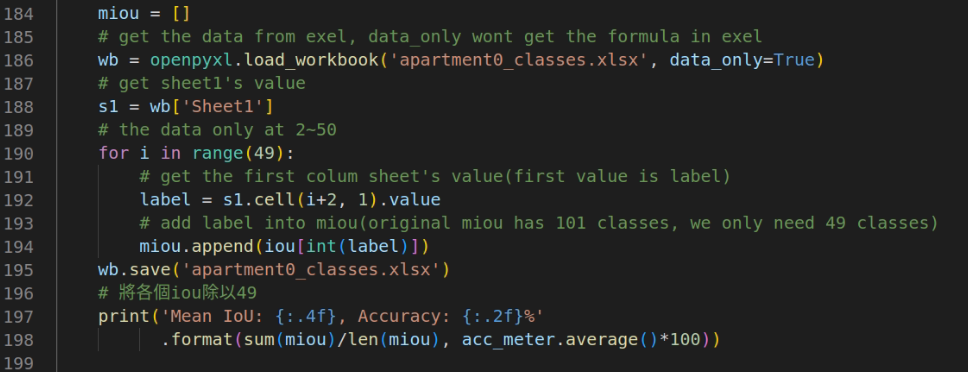 184 miou = []
185 # get the data from exel, data_only wont get the formula in exel
186 wb = openpyxl.load_workbook('apartment0_classes.xlsx', data_only=True)
187 # get sheet1's value
188 s1 = wb['Sheet1']
189 # the data only at 2~50
190 for i in range(49):
191 # get the first colum sheet's value(first value is label)
192 label = s1.cell(i+2, 1).value
193 # add label into miou(original miou has 101 classes, we only need 49 classes)
194 miou.append(iou[int(label)])
195 wb.save('apartment0_classes.xlsx')
196 # 將各個iou除以49
197 print('Mean IoU: {:.4f}, Accuracy: {:.2f}%'
198 .format(sum(miou)/len(miou), acc_meter.average()*100))
199